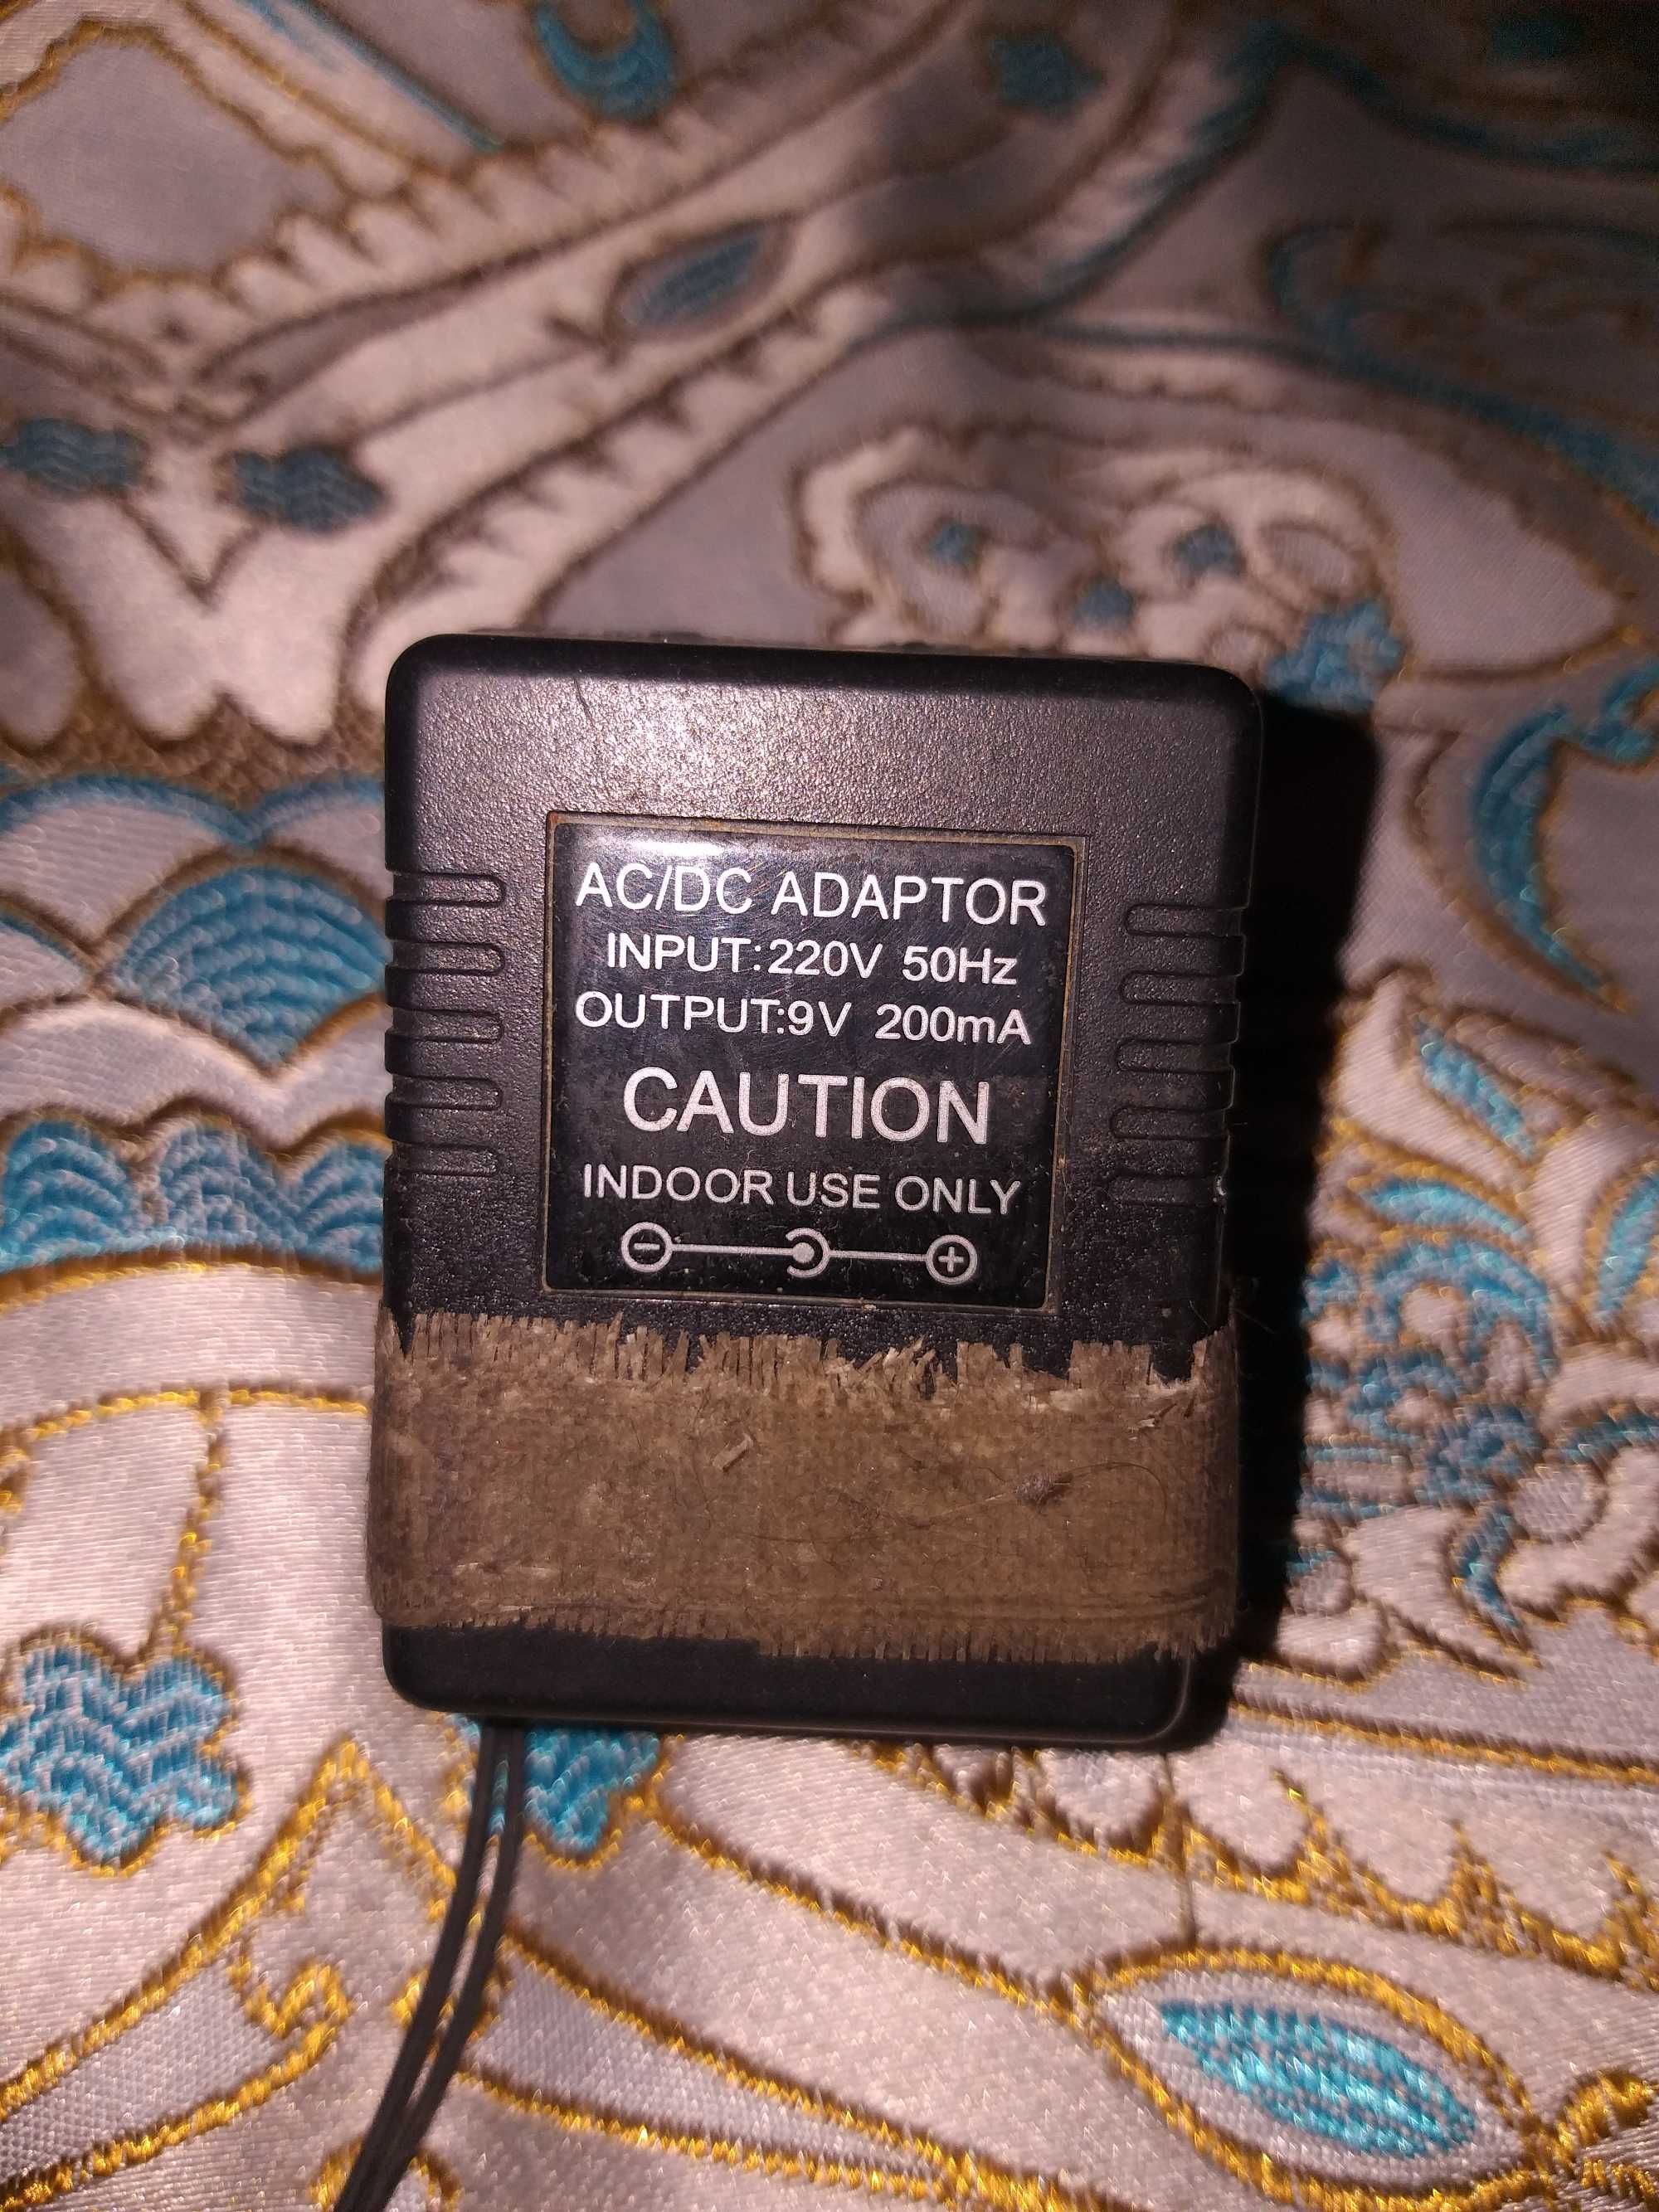 AC/DC ADAPTOR
INPUT:220V 50Hz
OUTPUT:9V 200mA
CAUTION
INDOOR USE ONLY
- +